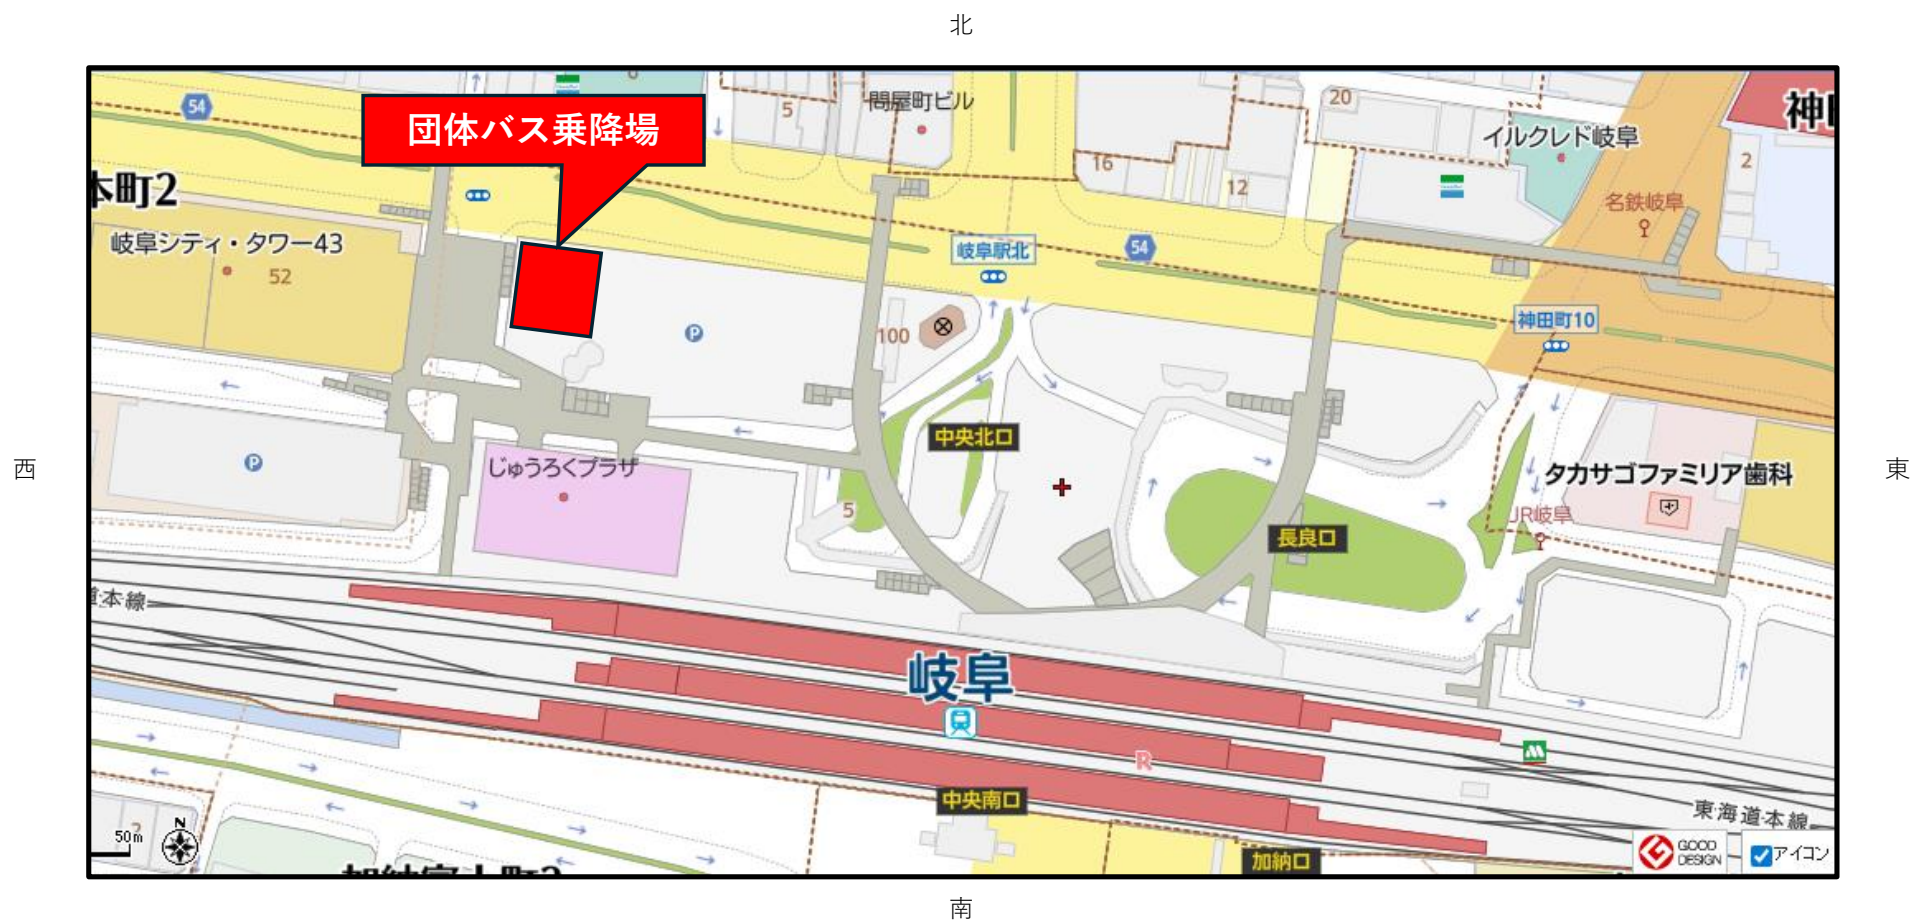 北
54
団体バス乗降場
5
問屋町ビル
20
イルクレド岐阜
2
16
12
本町2
名鉄岐阜
岐阜シティ・タワー43
52
岐阜駅北
54
神田町10
P
100
中央北口
西
P
じゅうろくプラザ
タカサゴファミリア歯科
東
5
JR岐阜
長良口
道本線
岐阜
R
中央南口
東海道本線
50m
N
加納口
GOOD
DESIGN
アイコン
南